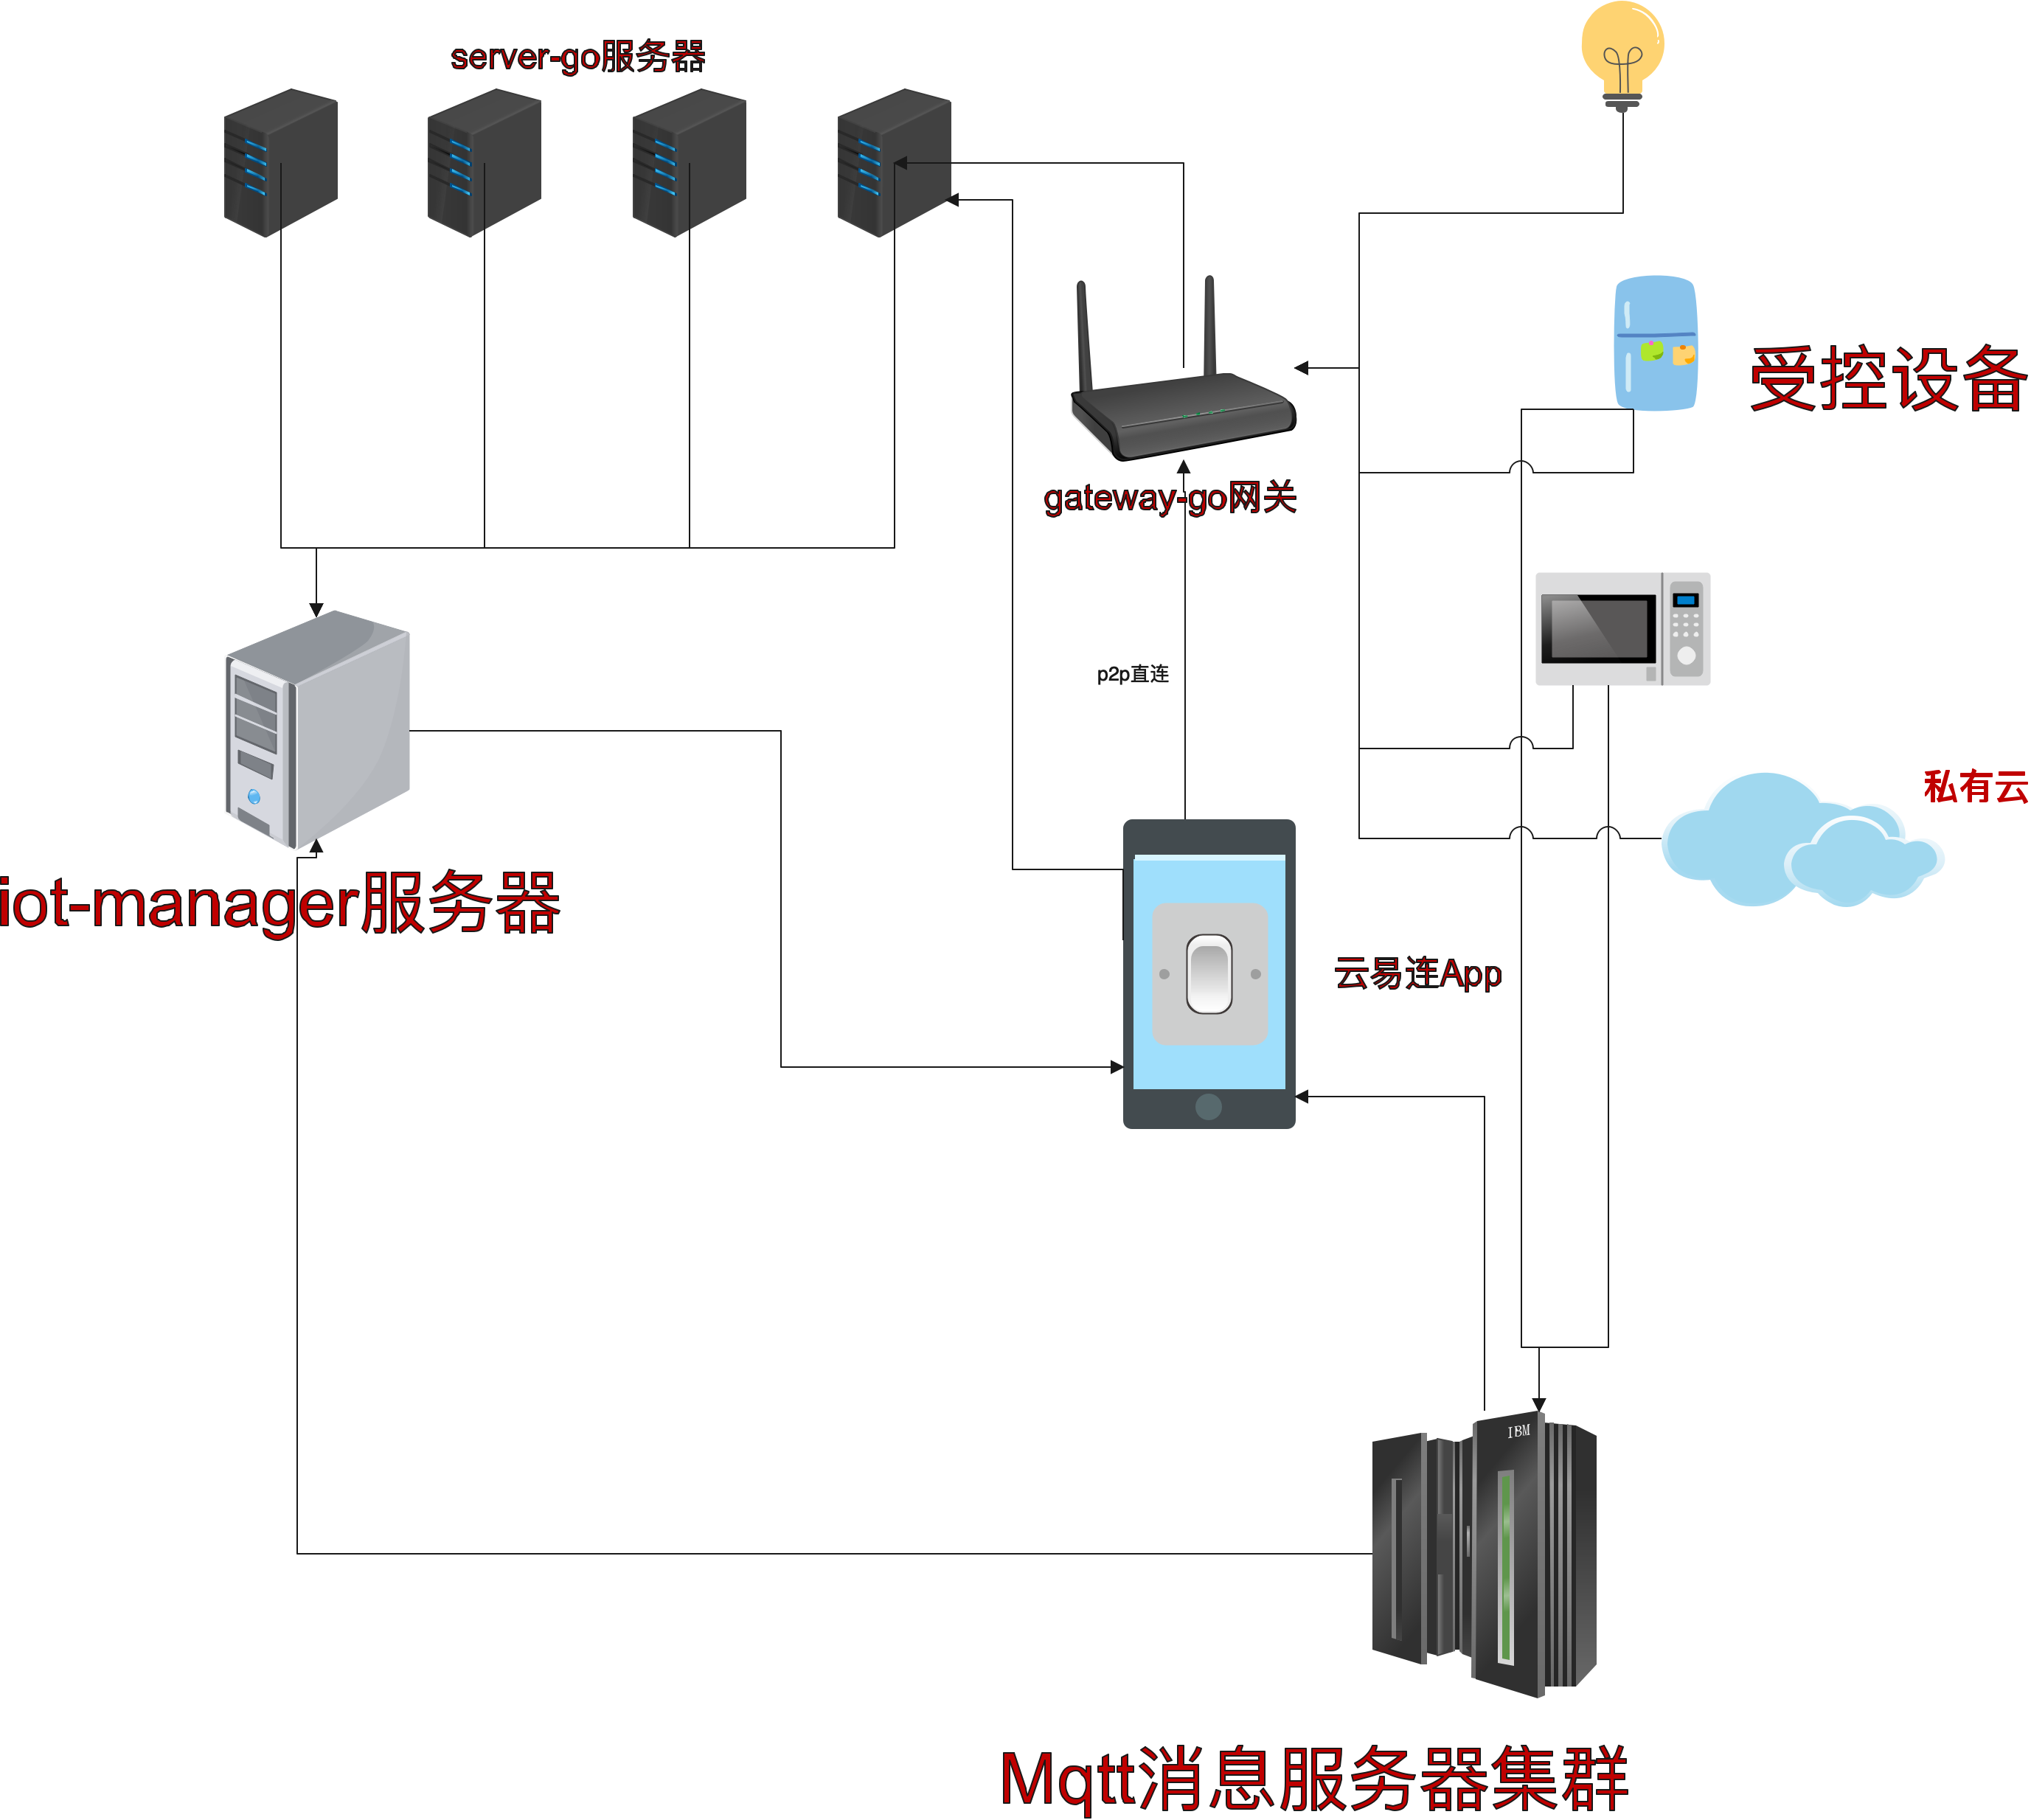 server-go服务器
受控设备
gateway-go网关
p2p直连
私有云
iot-manager服务器
云易连App
IBM
Mqtt消息服务器集群